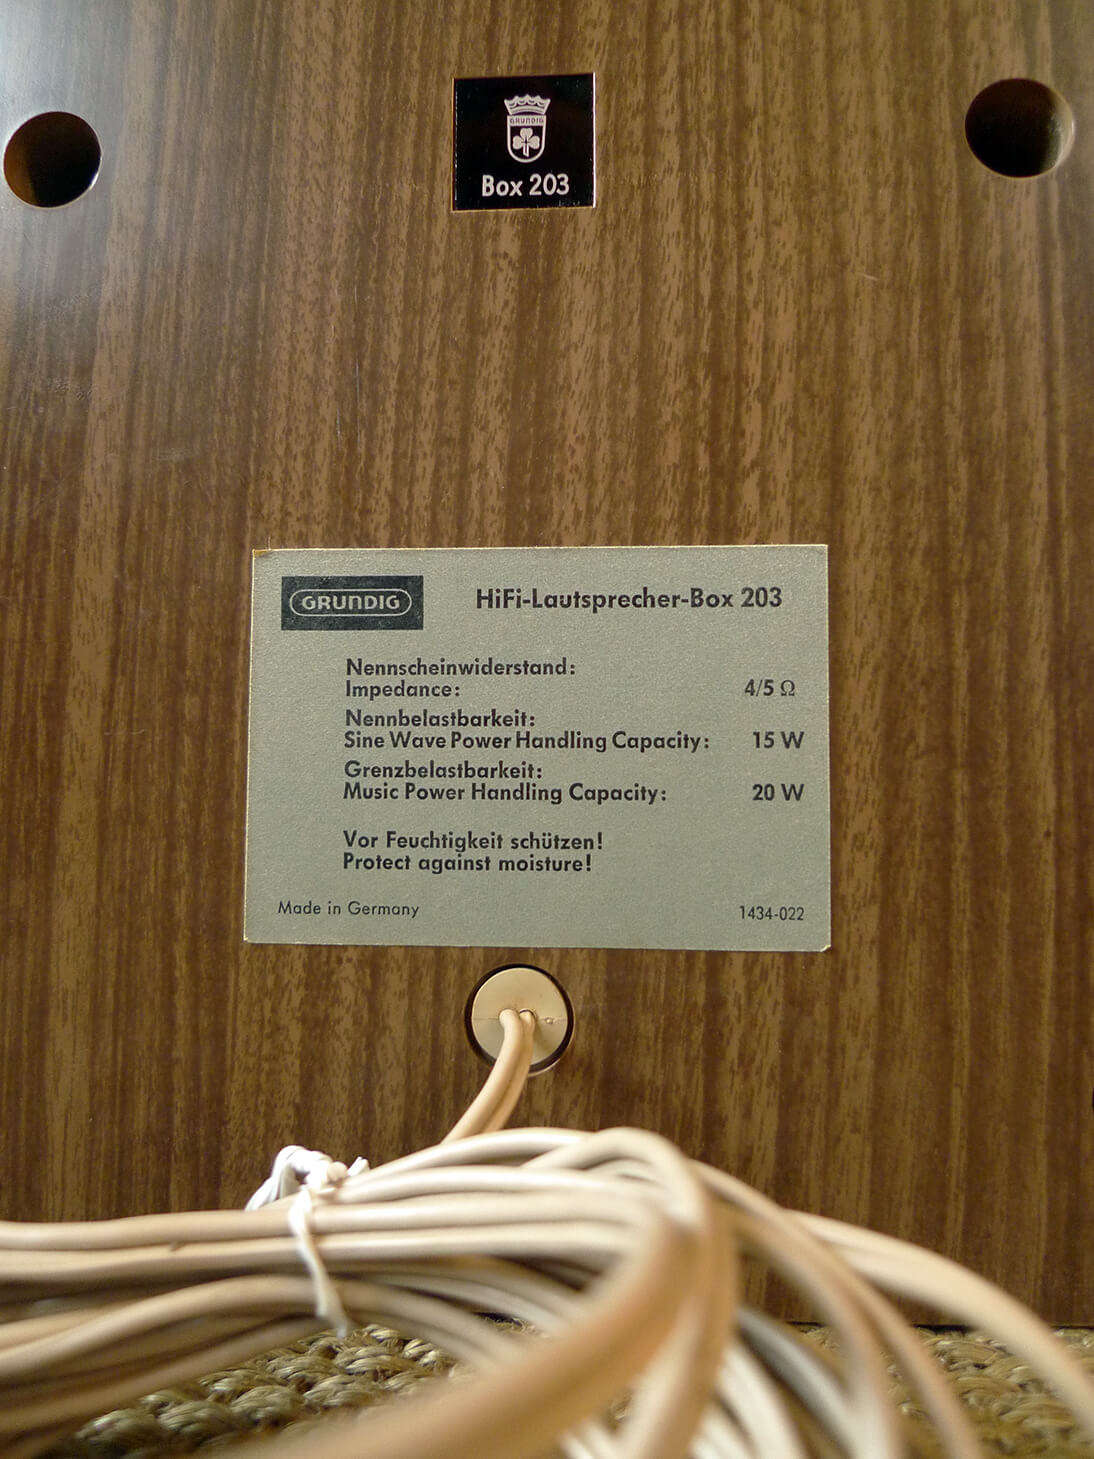 GRUNDIG
Box 203
GRUNDIG
HiFi-Lautsprecher-Box 203
Nennscheinwiderstand:
Impedance: 4/5 Ω
Nennbelastbarkeit:
Sine Wave Power Handling Capacity: 15 W
Grenzbelastbarkeit:
Music Power Handling Capacity: 20 W
Vor Feuchtigkeit schützen!
Protect against moisture!
Made in Germany 1434-022